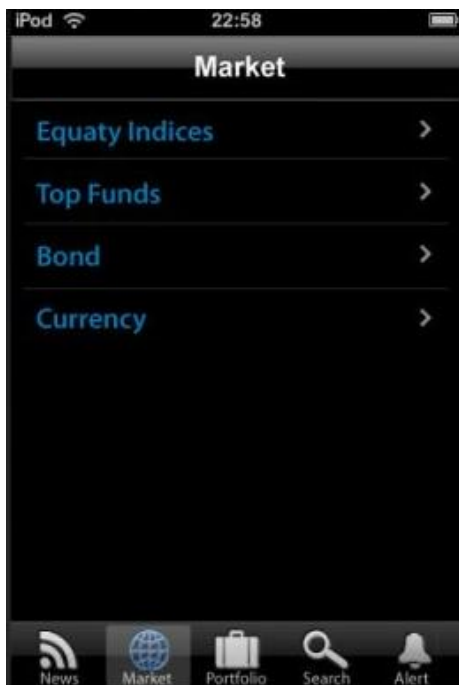 iPod 22:58
Market
Equaty Indices
Top Funds
Bond
Currency
News Market Portfolio Search Alert